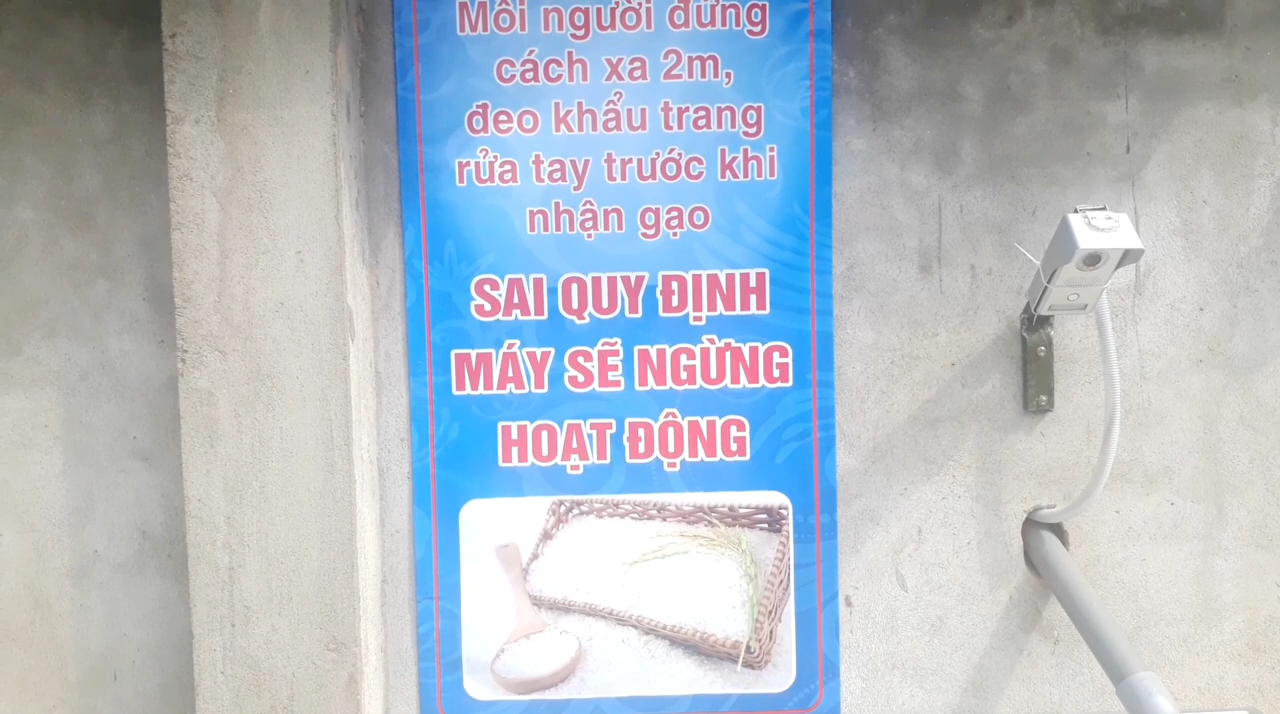 Mỗi người đứng
cách xa 2m,
đeo khẩu trang
rửa tay trước khi
nhận gạo
SAI QUY ĐỊNH
MÁY SẼ NGỪNG
HOẠT ĐỘNG